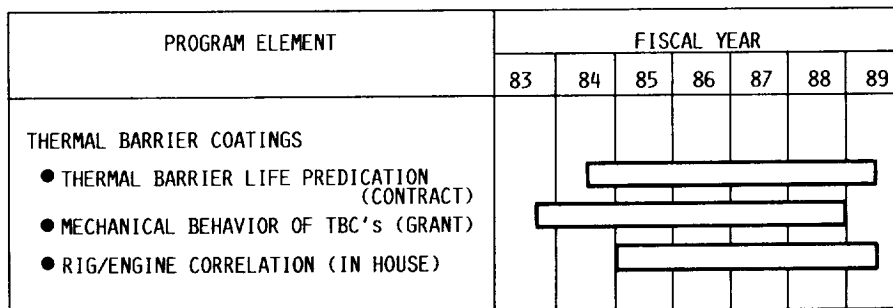 PROGRAM ELEMENT
FISCAL YEAR
83 84 85 86 87 88 89
THERMAL BARRIER COATINGS
● THERMAL BARRIER LIFE PREDICATION
(CONTRACT)
● MECHANICAL BEHAVIOR OF TBC's (GRANT)
● RIG/ENGINE CORRELATION (IN HOUSE)